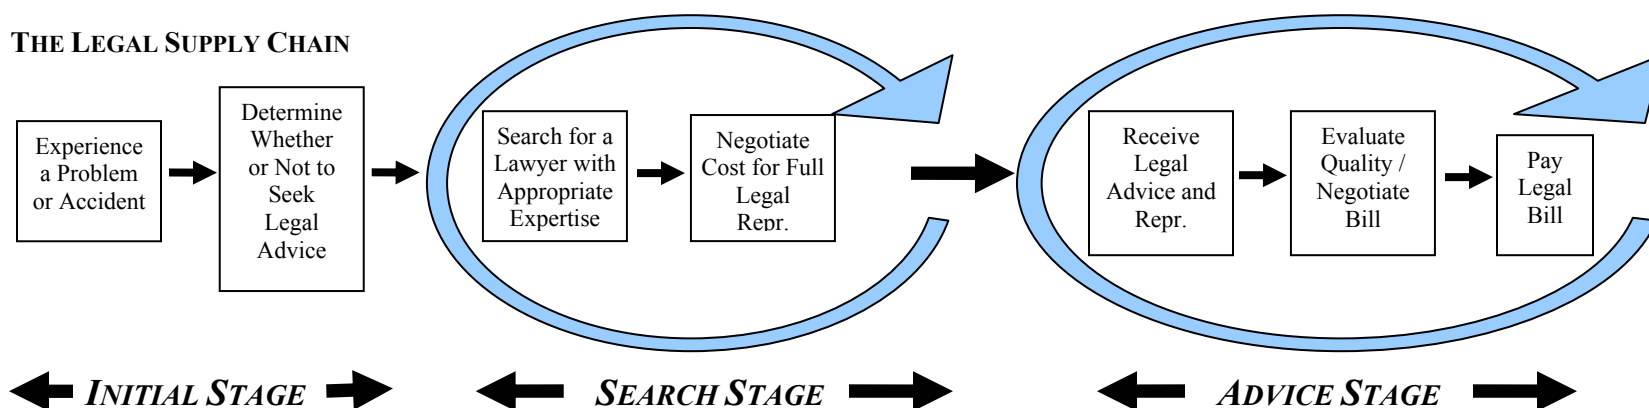 THE LEGAL SUPPLY CHAIN
Experience
a Problem
or Accident
Determine
Whether
or Not to
Seek
Legal
Advice
Search for a
Lawyer with
Appropriate
Expertise
Negotiate
Cost for Full
Legal
Repr.
Receive
Legal
Advice and
Repr.
Evaluate
Quality /
Negotiate
Bill
Pay
Legal
Bill
INITIAL STAGE
SEARCH STAGE
ADVICE STAGE